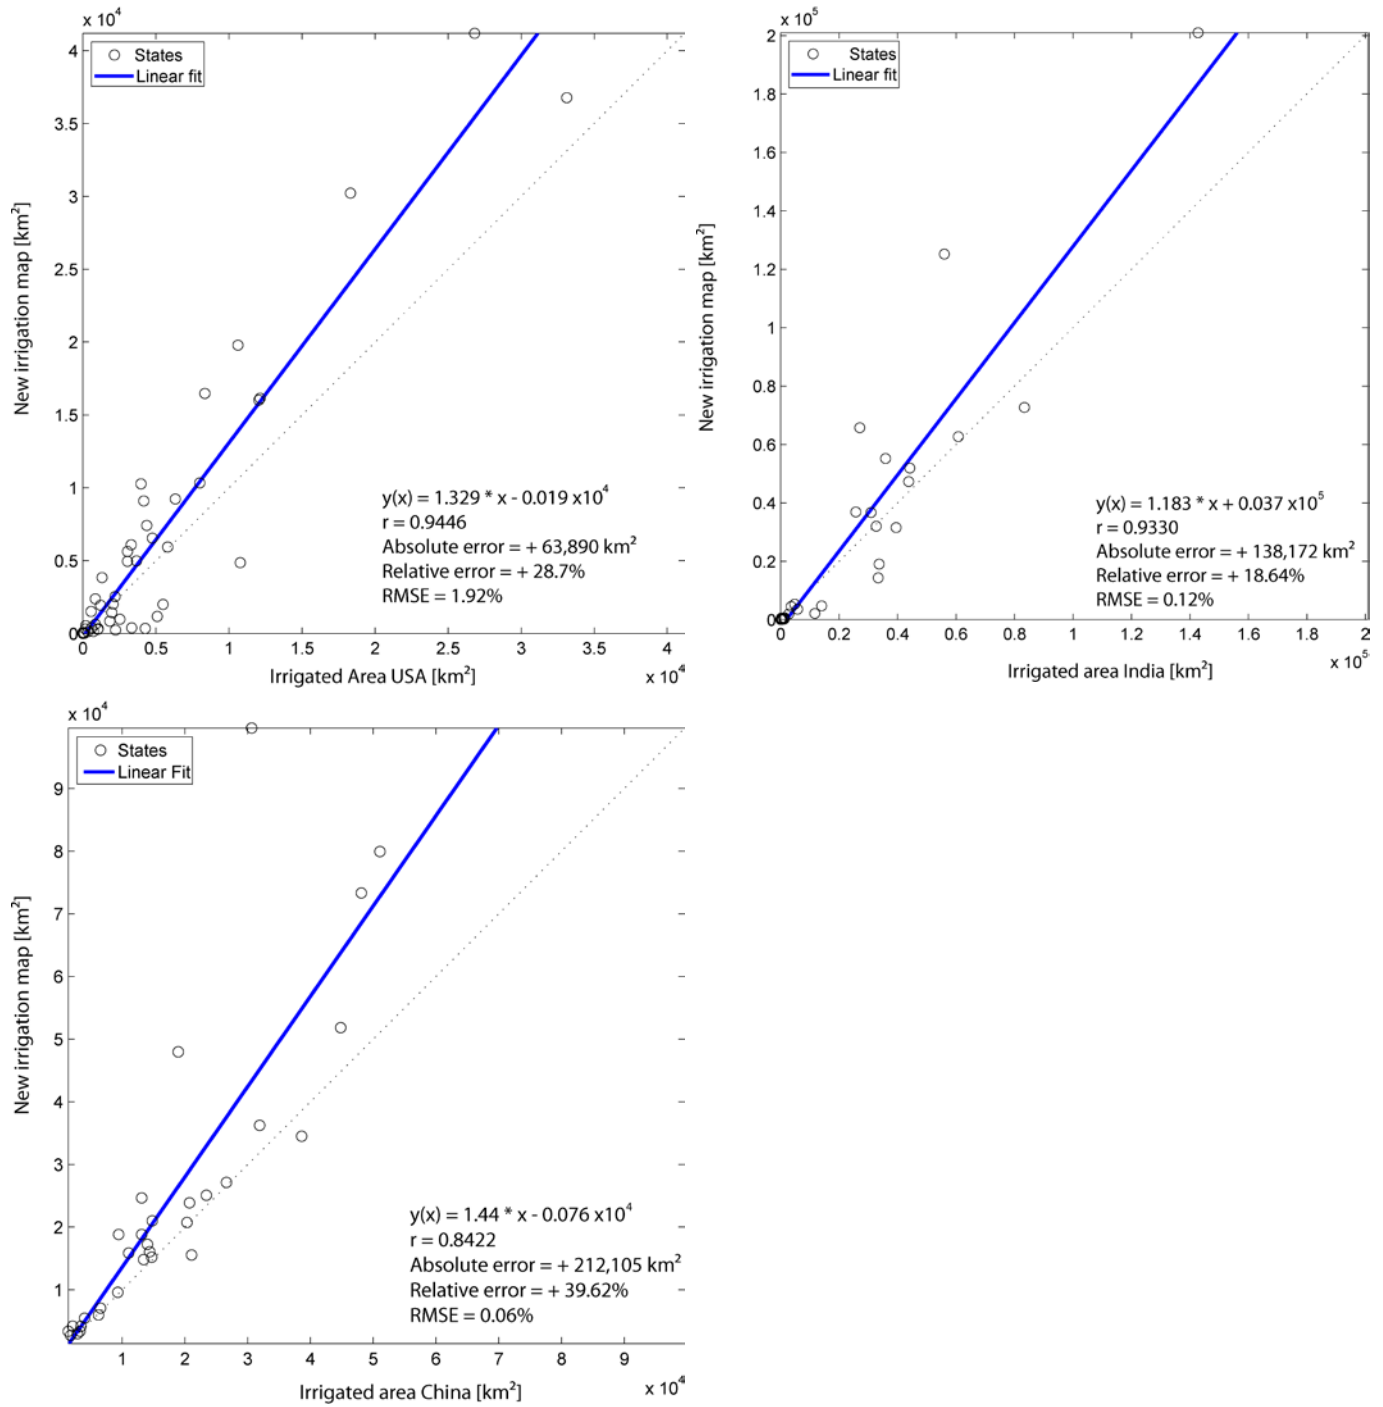 x 10⁴
States
Linear fit
4
3.5
3
2.5
2
1.5
1
0.5
0
New irrigation map [km²]
y(x) = 1.329 * x - 0.019 x10⁴
r = 0.9446
Absolute error = + 63,890 km²
Relative error = + 28.7%
RMSE = 1.92%
0 0.5 1 1.5 2 2.5 3 3.5 4
Irrigated Area USA [km²]
x 10⁴
x 10⁵
States
Linear fit
2
1.8
1.6
1.4
1.2
1
0.8
0.6
0.4
0.2
0
New irrigation map [km²]
y(x) = 1.183 * x + 0.037 x10⁵
r = 0.9330
Absolute error = + 138,172 km²
Relative error = + 18.64%
RMSE = 0.12%
0 0.2 0.4 0.6 0.8 1 1.2 1.4 1.6 1.8 2
Irrigated area India [km²]
x 10⁵
x 10⁴
States
Linear Fit
9
8
7
6
5
4
3
2
1
New irrigation map [km²]
y(x) = 1.44 * x - 0.076 x10⁴
r = 0.8422
Absolute error = + 212,105 km²
Relative error = + 39.62%
RMSE = 0.06%
1 2 3 4 5 6 7 8 9
Irrigated area China [km²]
x 10⁴